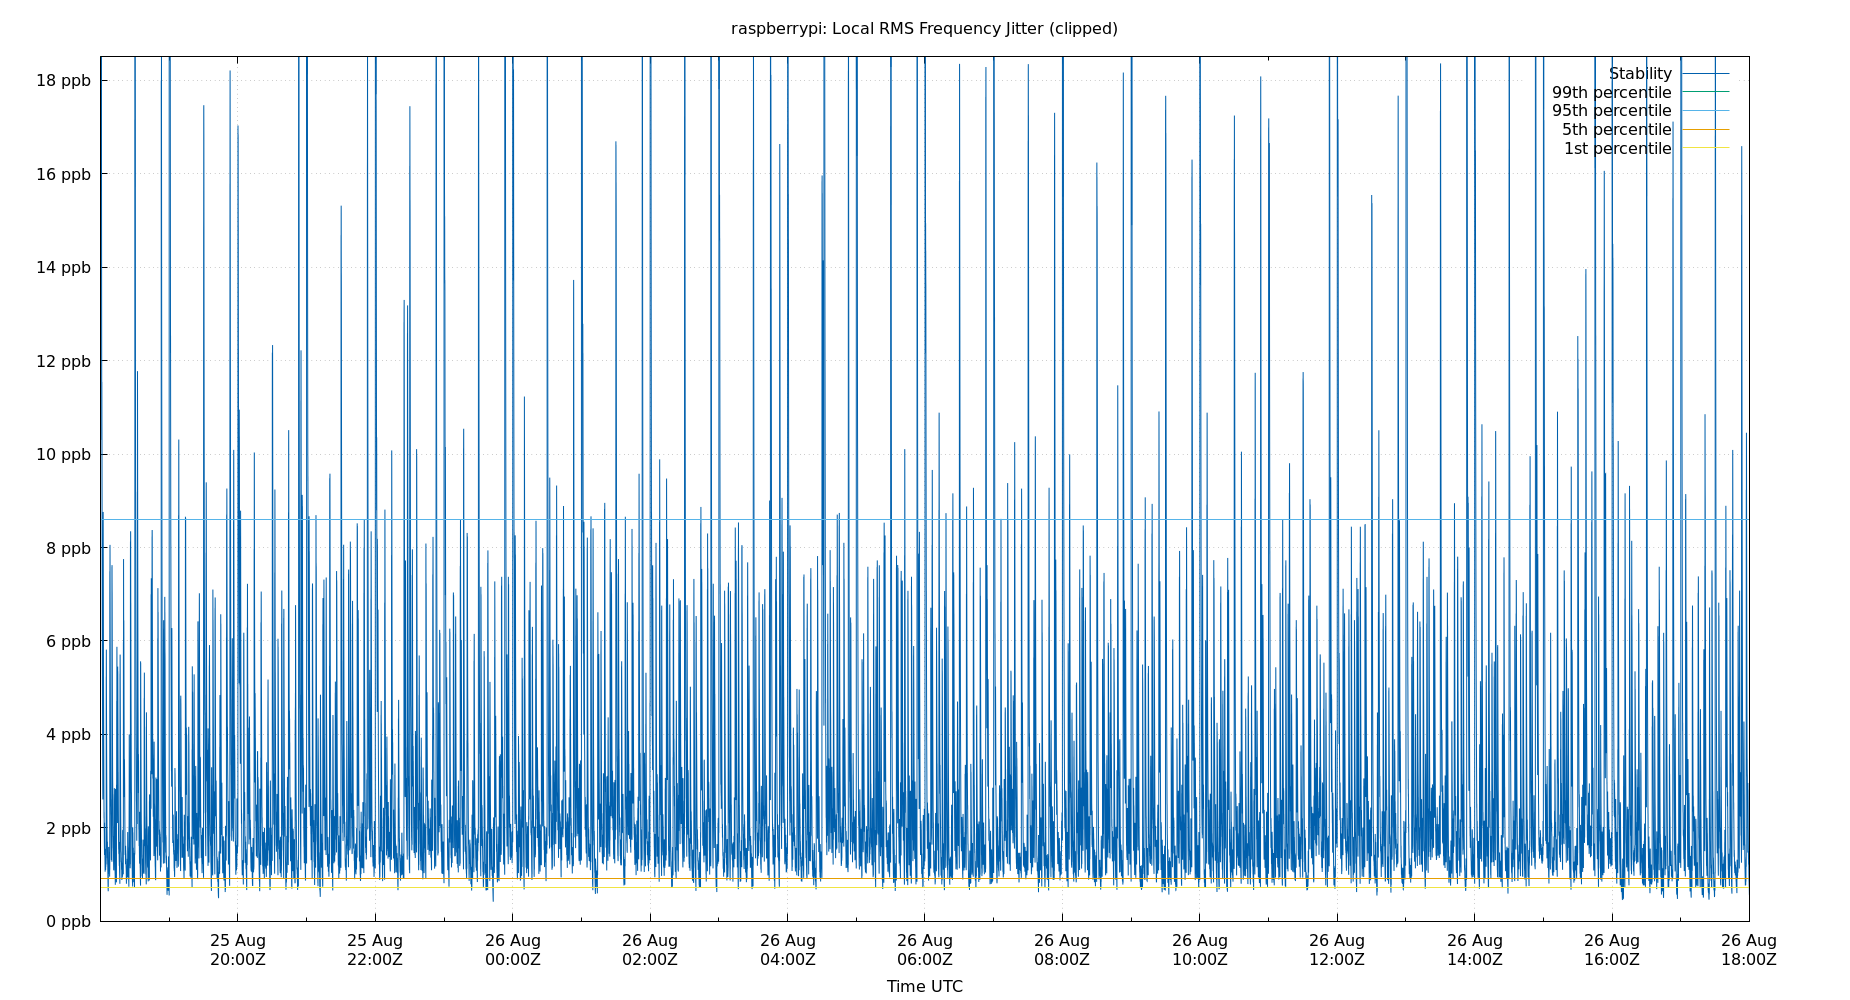 raspberrypi: Local RMS Frequency Jitter (clipped)
18 ppb
16 ppb
14 ppb
12 ppb
10 ppb
8 ppb
6 ppb
4 ppb
2 ppb
0 ppb
Stability
99th percentile
95th percentile
5th percentile
1st percentile
25 Aug 25 Aug 26 Aug 26 Aug 26 Aug 26 Aug 26 Aug 26 Aug 26 Aug 26 Aug 26 Aug 26 Aug
20:00Z 22:00Z 00:00Z 02:00Z 04:00Z 06:00Z 08:00Z 10:00Z 12:00Z 14:00Z 16:00Z 18:00Z
Time UTC